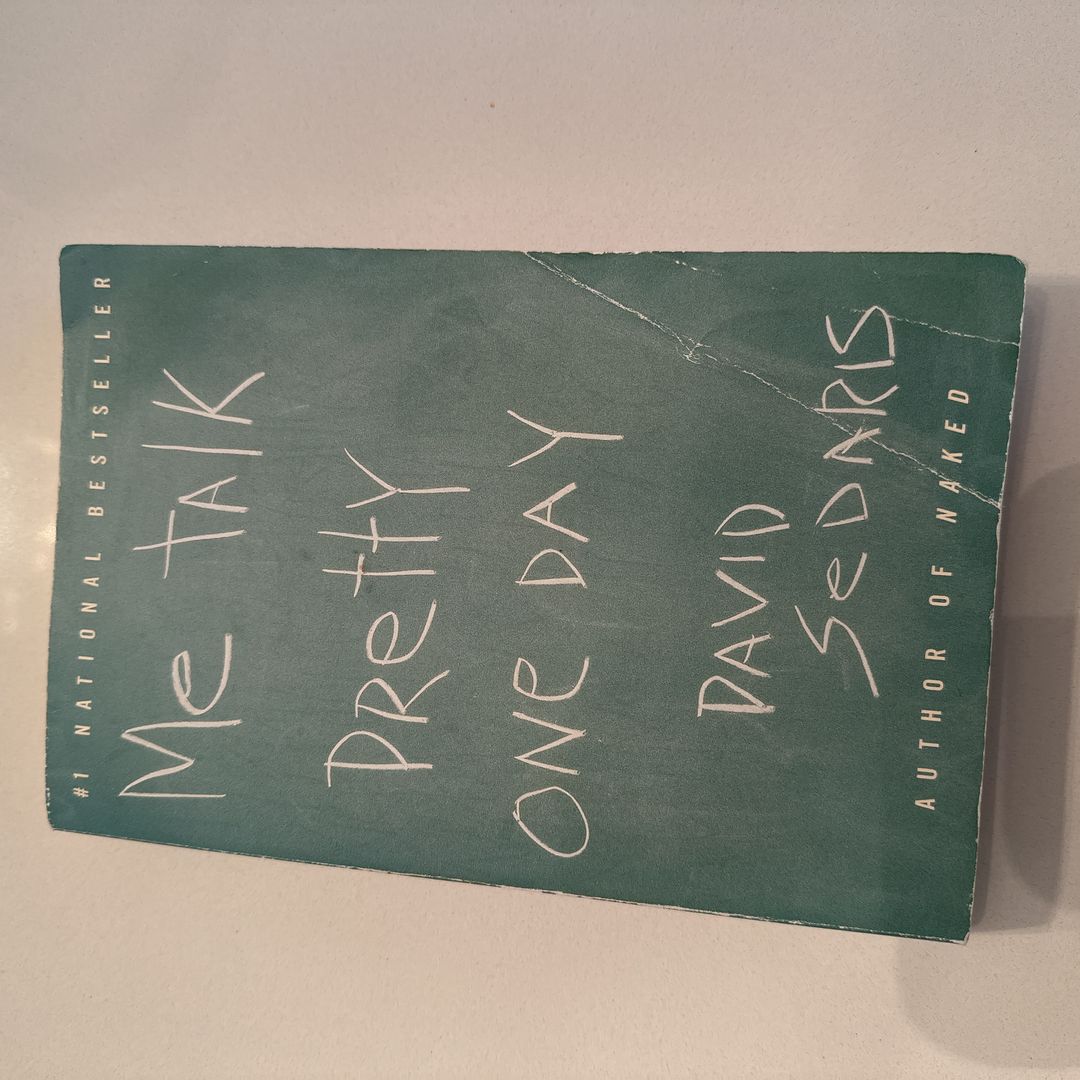 #1 NATIONAL BESTSELLER
Me TALK
PRettY
ONe DAY
DAVID
SeDARIS
AUTHOR OF NAKED